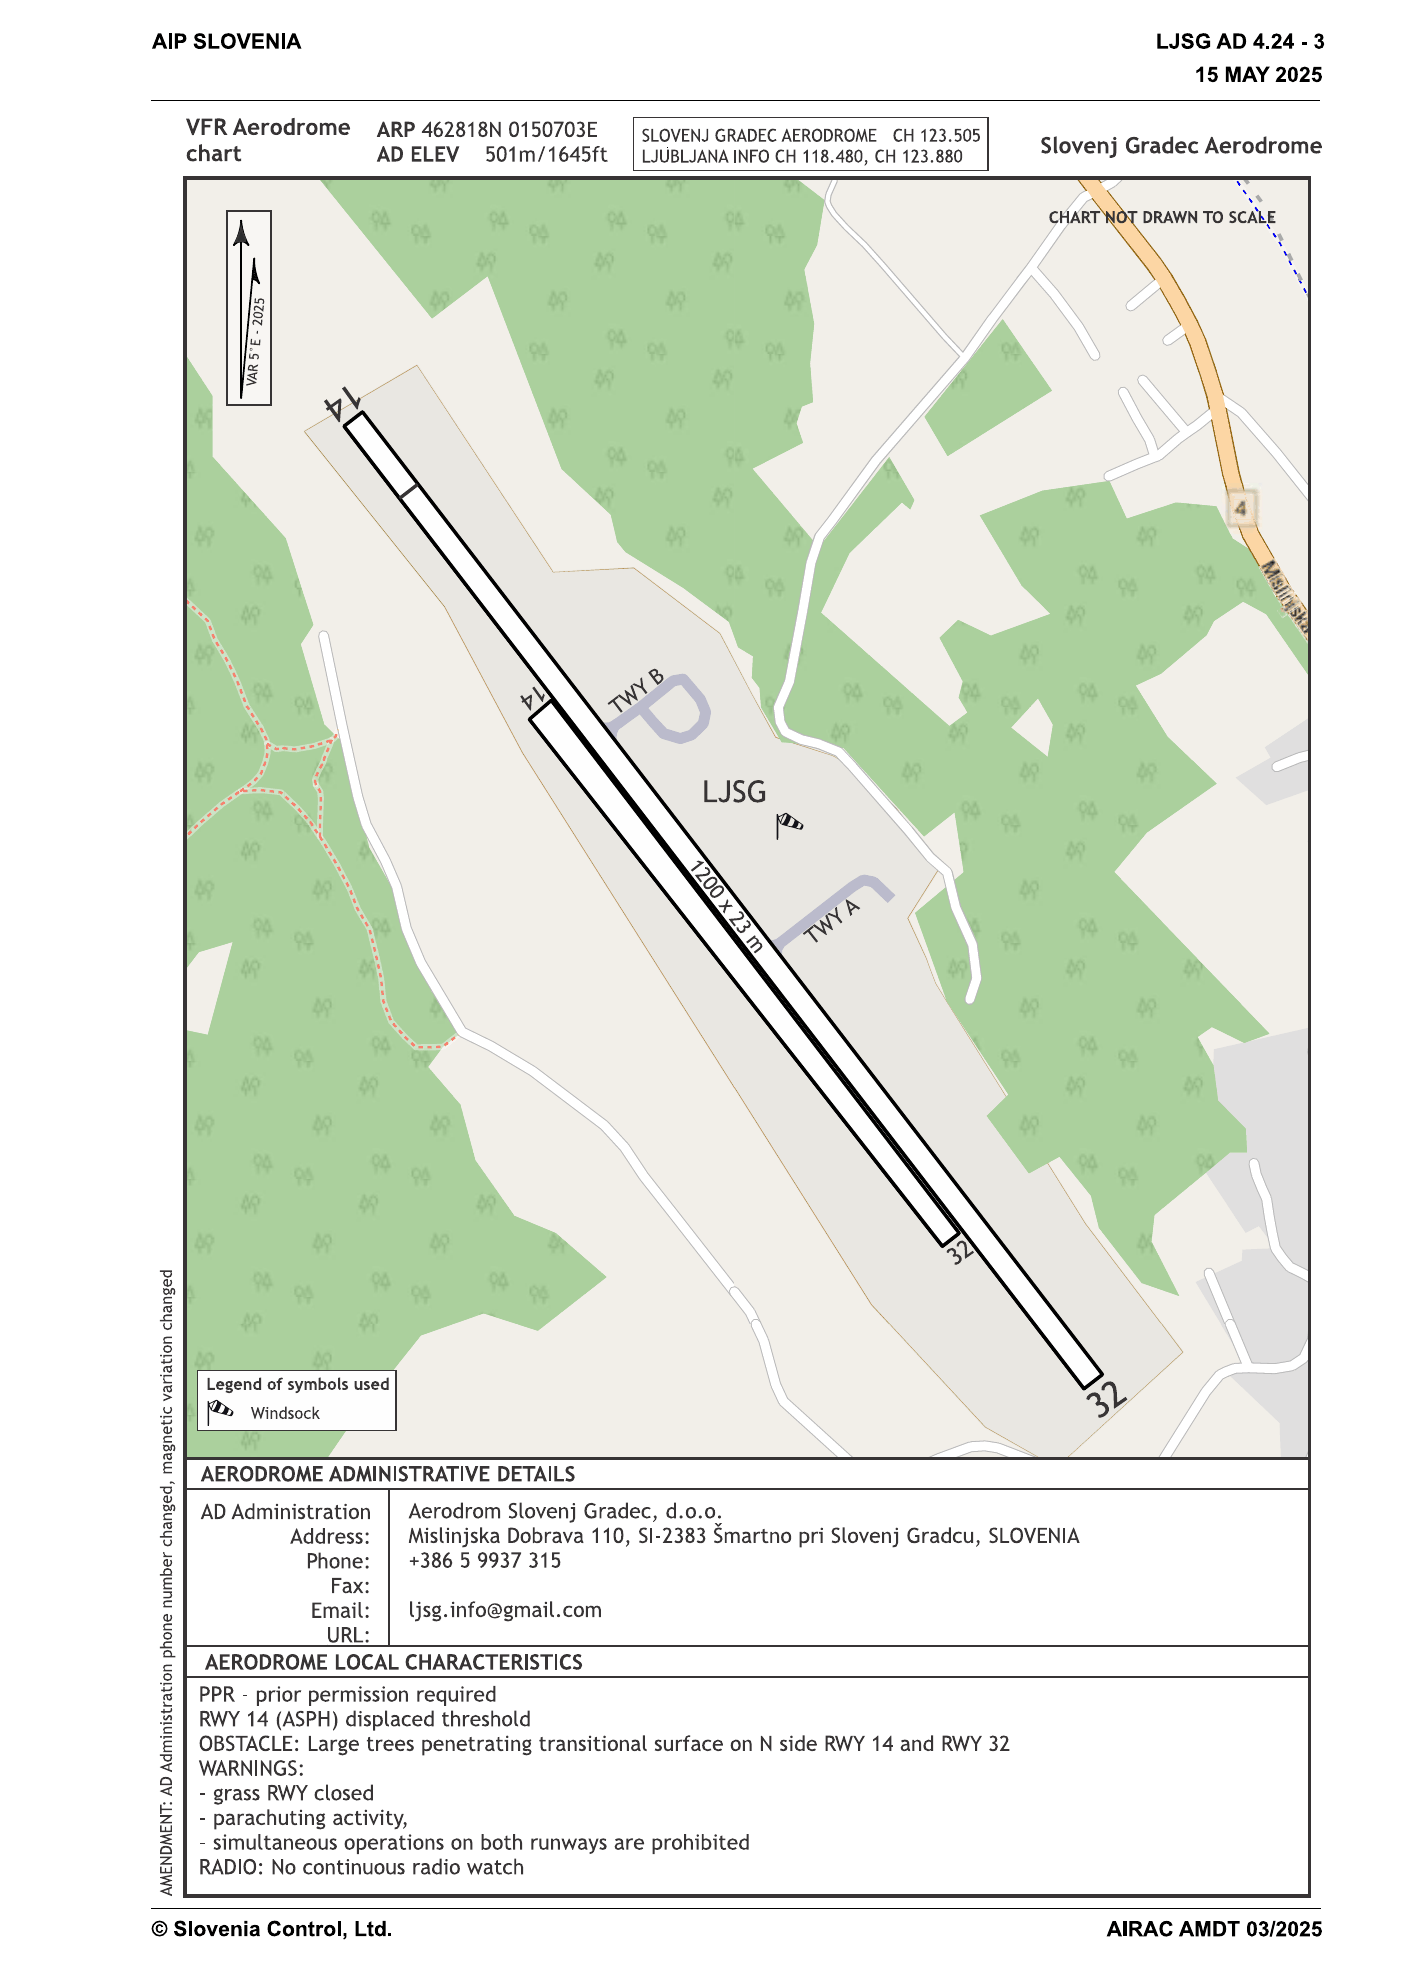 AIP SLOVENIA
LJSG AD 4.24 - 3
15 MAY 2025
VFR Aerodrome
chart
ARP 462818N 0150703E
AD ELEV 501m/1645ft
SLOVENJ GRADEC AERODROME CH 123.505
LJUBLJANA INFO CH 118.480, CH 123.880
Slovenj Gradec Aerodrome
CHART NOT DRAWN TO SCALE
VAR 5°E - 2025
14
4
14
TWY B
LJSG
1200 x 23 m
TWY A
32
32
Legend of symbols used
Windsock
AERODROME ADMINISTRATIVE DETAILS
AD Administration
Aerodrom Slovenj Gradec, d.o.o.
Address:
Mislinjska Dobrava 110, SI-2383 Šmartno pri Slovenj Gradcu, SLOVENIA
Phone:
+386 5 9937 315
Fax:
Email:
ljsg.info@gmail.com
URL:
AERODROME LOCAL CHARACTERISTICS
PPR - prior permission required
RWY 14 (ASPH) displaced threshold
OBSTACLE: Large trees penetrating transitional surface on N side RWY 14 and RWY 32
WARNINGS:
- grass RWY closed
- parachuting activity,
- simultaneous operations on both runways are prohibited
RADIO: No continuous radio watch
AMENDMENT: AD Administration phone number changed, magnetic variation changed
© Slovenia Control, Ltd.
AIRAC AMDT 03/2025